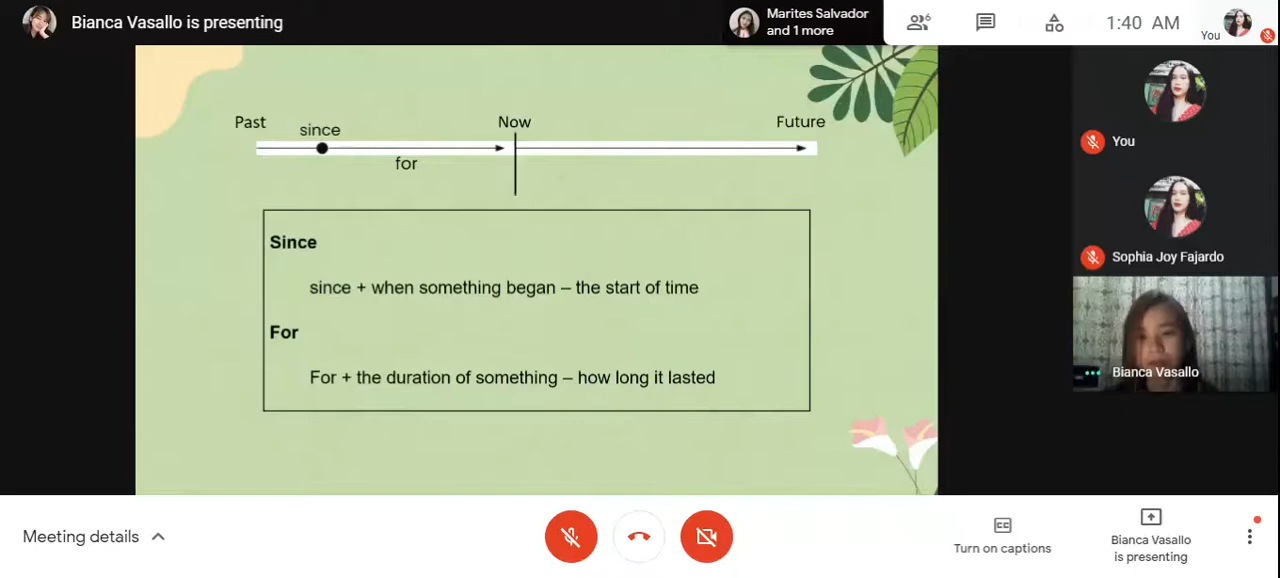 Bianca Vasallo is presenting
Marites Salvador
and 1 more
6
1:40 AM
You
Past
since
Now
Future
for
Since
since + when something began – the start of time
For
For + the duration of something – how long it lasted
You
Sophia Joy Fajardo
Bianca Vasallo
Meeting details
CC
Turn on captions
Bianca Vasallo
is presenting